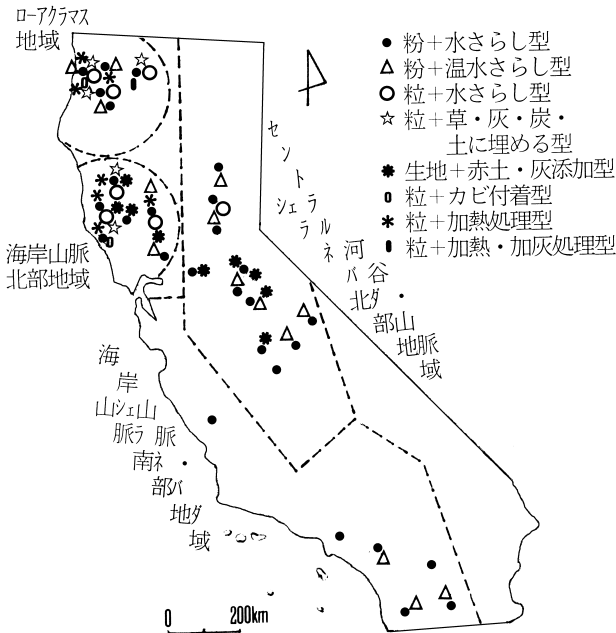 ローアクラマス
地域
● 粉＋水さらし型
△ 粉＋温水さらし型
○ 粒＋水さらし型
☆ 粒＋草・灰・炭・
土に埋める型
✸ 生地＋赤土・灰添加型
▯ 粒＋カビ付着型
＊ 粒＋加熱処理型
▮ 粒＋加熱・加灰処理型
セントラル河谷・
シェラネバダ山脈
北部地域
海岸山脈
北部地域
海岸山脈
シェラネバダ山脈
南部地域
0 200km